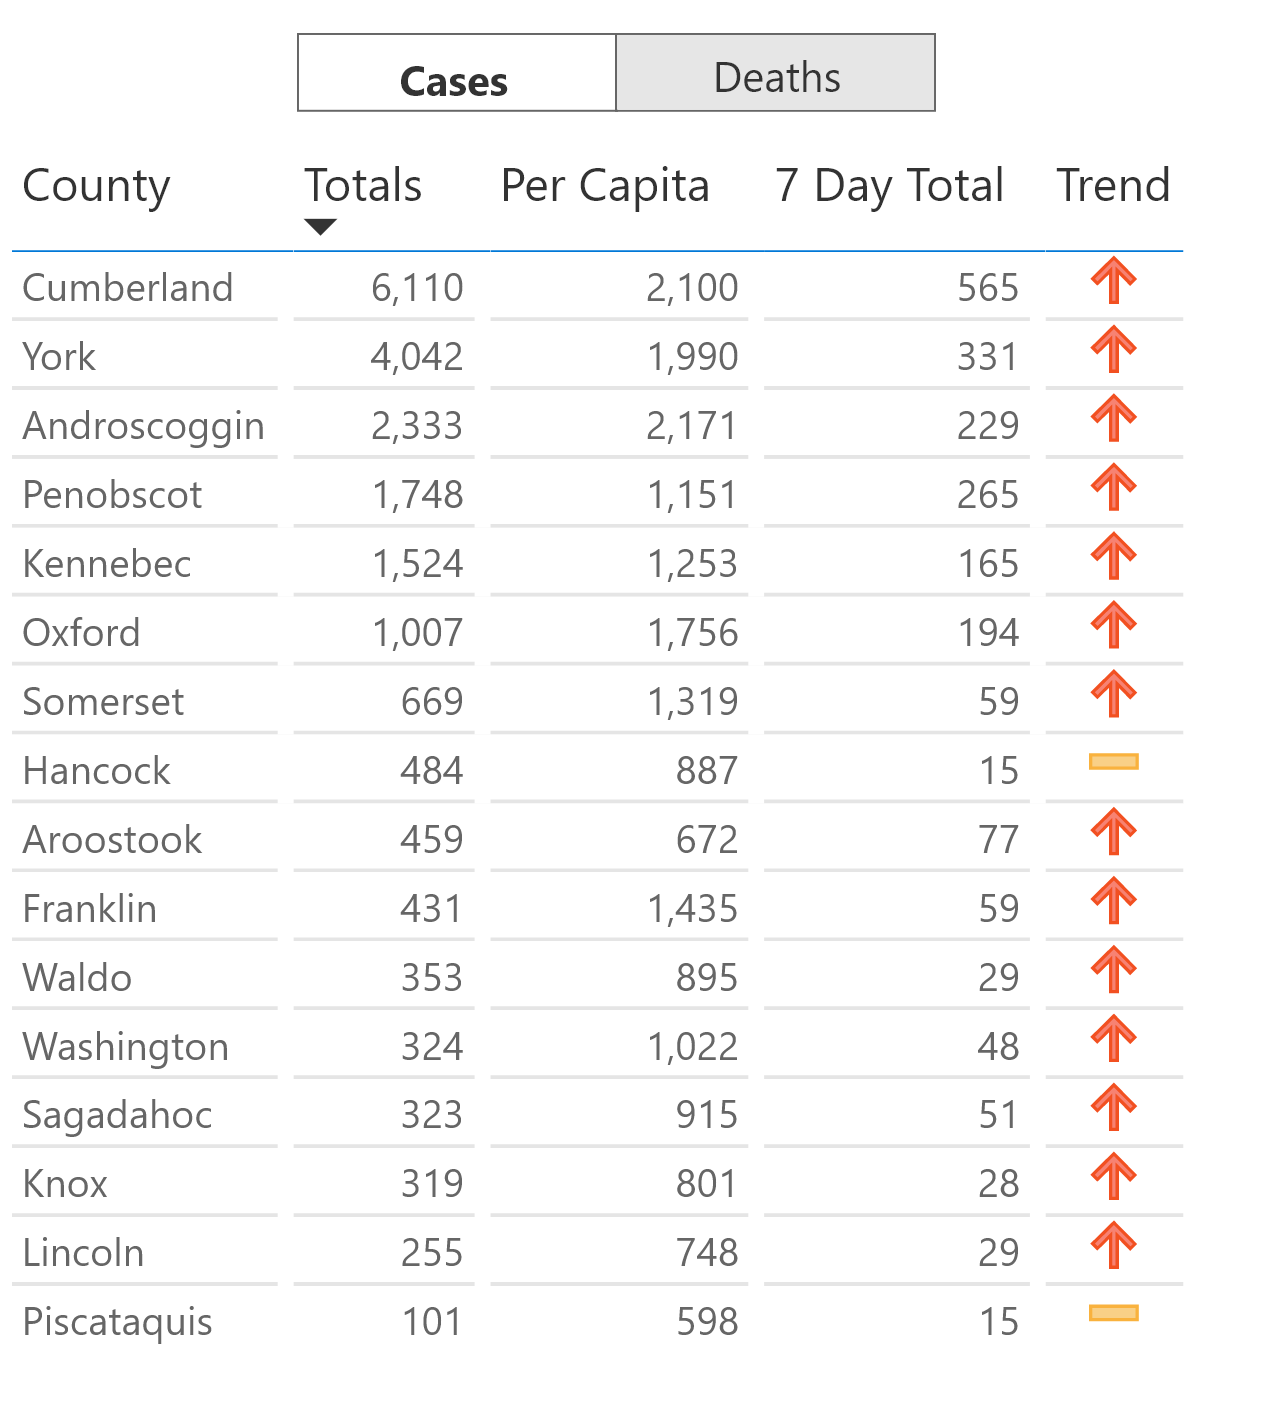 Cases Deaths
County Totals Per Capita 7 Day Total Trend
Cumberland 6,110 2,100 565
York 4,042 1,990 331
Androscoggin 2,333 2,171 229
Penobscot 1,748 1,151 265
Kennebec 1,524 1,253 165
Oxford 1,007 1,756 194
Somerset 669 1,319 59
Hancock 484 887 15
Aroostook 459 672 77
Franklin 431 1,435 59
Waldo 353 895 29
Washington 324 1,022 48
Sagadahoc 323 915 51
Knox 319 801 28
Lincoln 255 748 29
Piscataquis 101 598 15